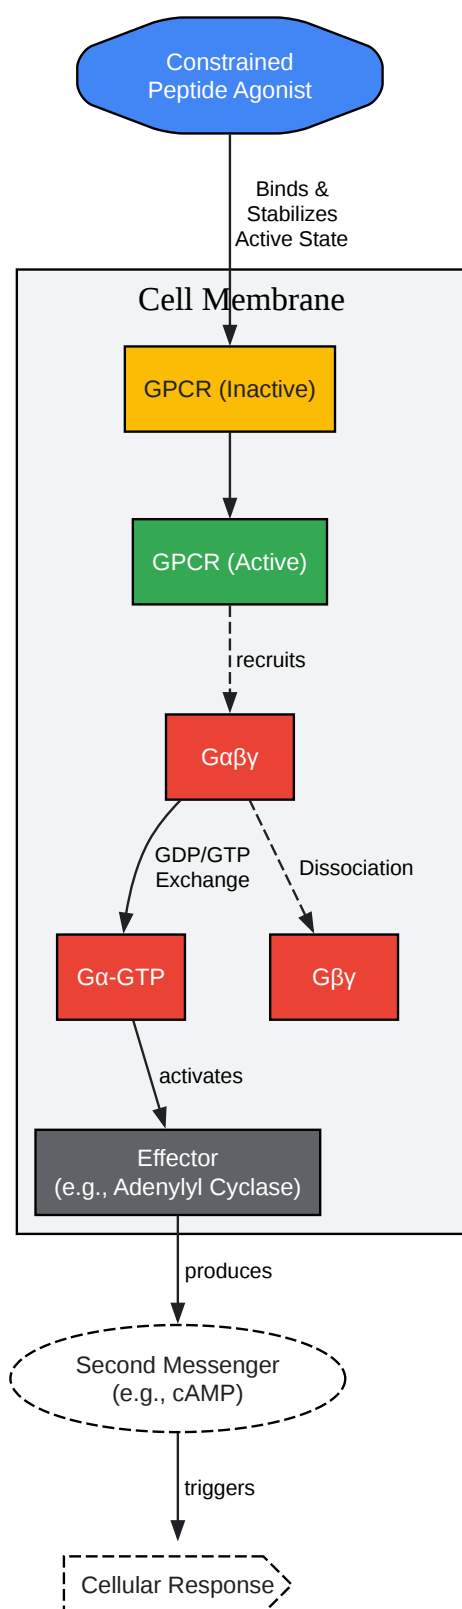 Constrained
Peptide Agonist
Binds &
Stabilizes
Active State
Cell Membrane
GPCR (Inactive)
GPCR (Active)
recruits
Gαβγ
GDP/GTP
Exchange
Dissociation
Gα-GTP
Gβγ
activates
Effector
(e.g., Adenylyl Cyclase)
produces
Second Messenger
(e.g., cAMP)
triggers
Cellular Response